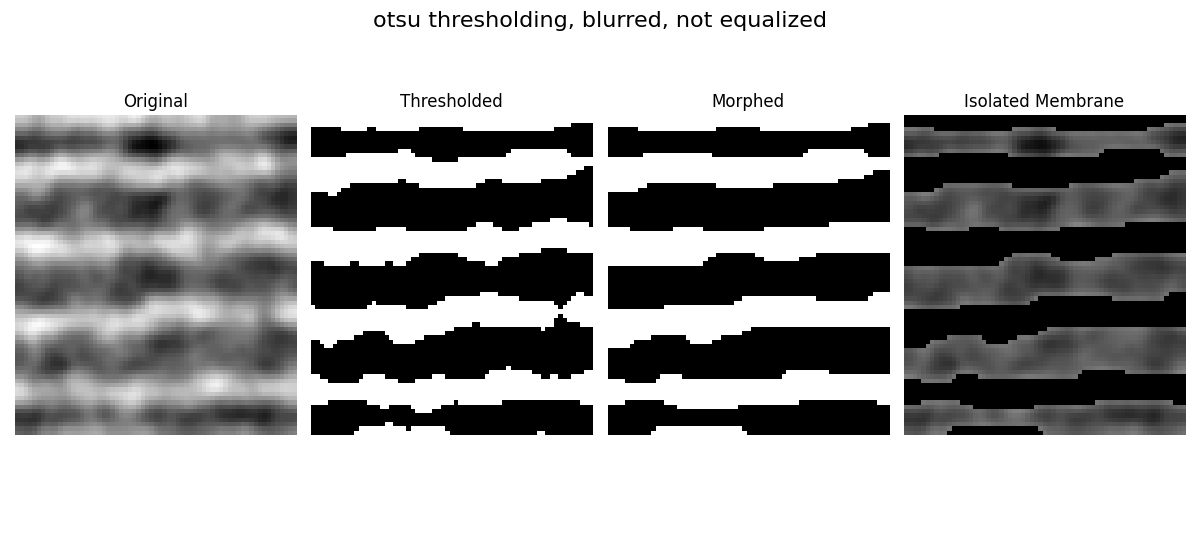 otsu thresholding, blurred, not equalized
Original
Thresholded
Morphed
Isolated Membrane